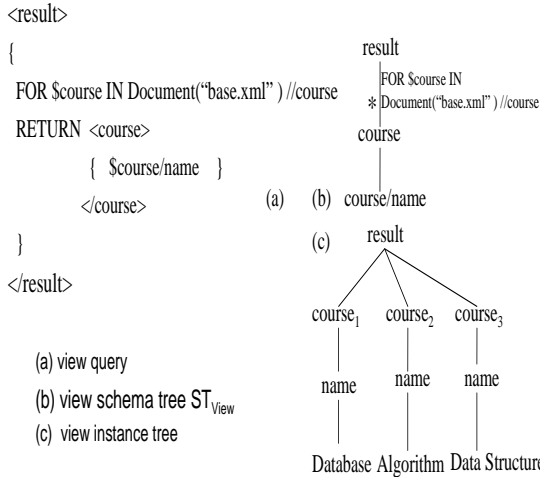 <result>
{
FOR $course IN Document(“base.xml” ) //course
RETURN <course>
{ $course/name }
</course>
}
</result>
(a)
result
FOR $course IN
* Document(“base.xml” ) //course
course
(b) course/name
(c) result
course1 course2 course3
name name name
Database Algorithm Data Structure
(a) view query
(b) view schema tree STView
(c) view instance tree